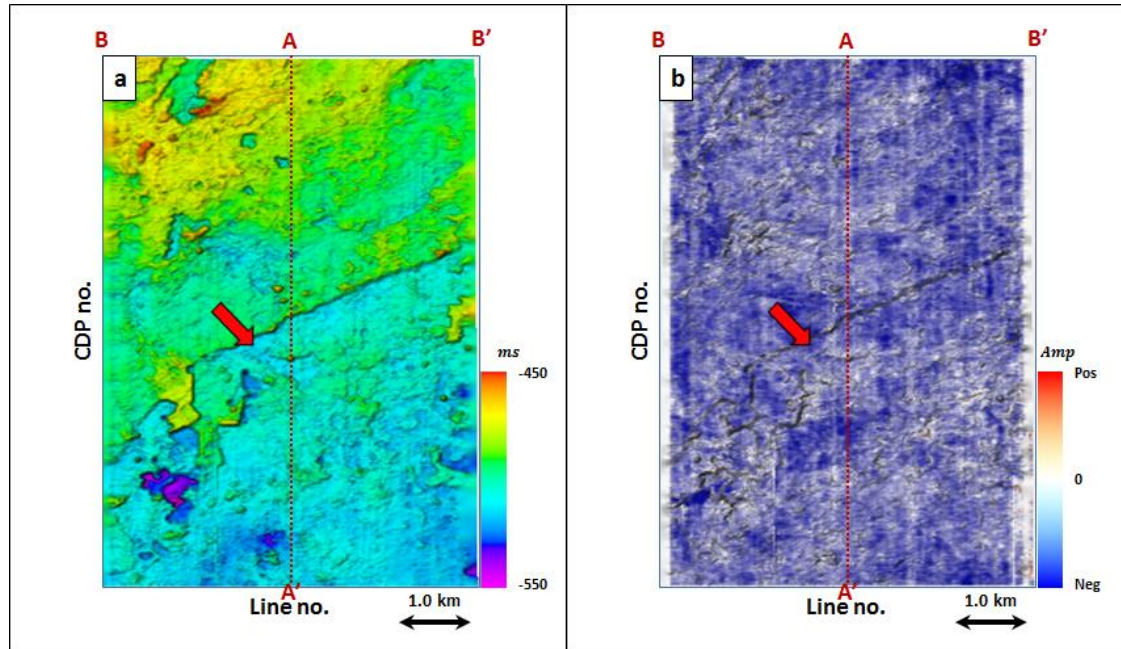 B A B’
a
CDP no.
ms
-450
-550
A’
Line no.
1.0 km
B A B’
b
CDP no.
Amp
Pos
0
Neg
A’
Line no.
1.0 km